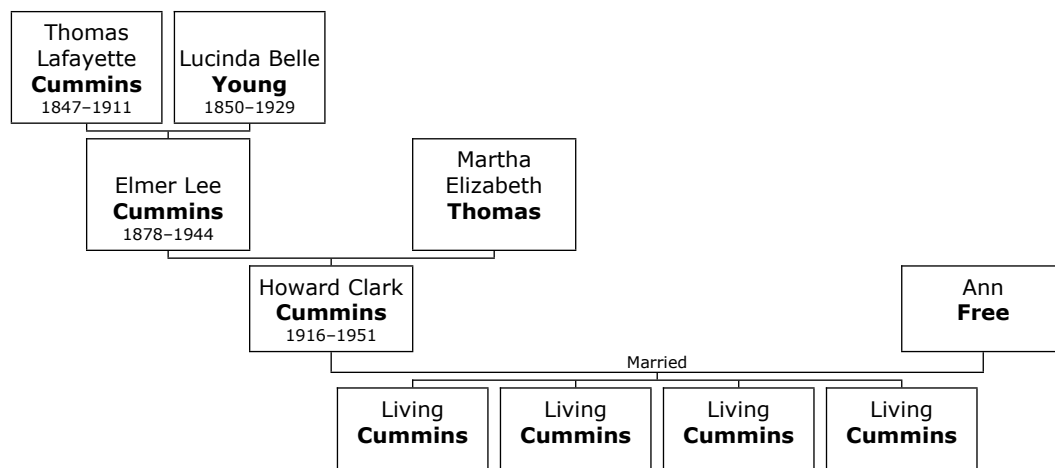 Thomas
Lafayette
Cummins
1847–1911
Lucinda Belle
Young
1850–1929
Elmer Lee
Cummins
1878–1944
Martha
Elizabeth
Thomas
Howard Clark
Cummins
1916–1951
Ann
Free
Married
Living
Cummins
Living
Cummins
Living
Cummins
Living
Cummins